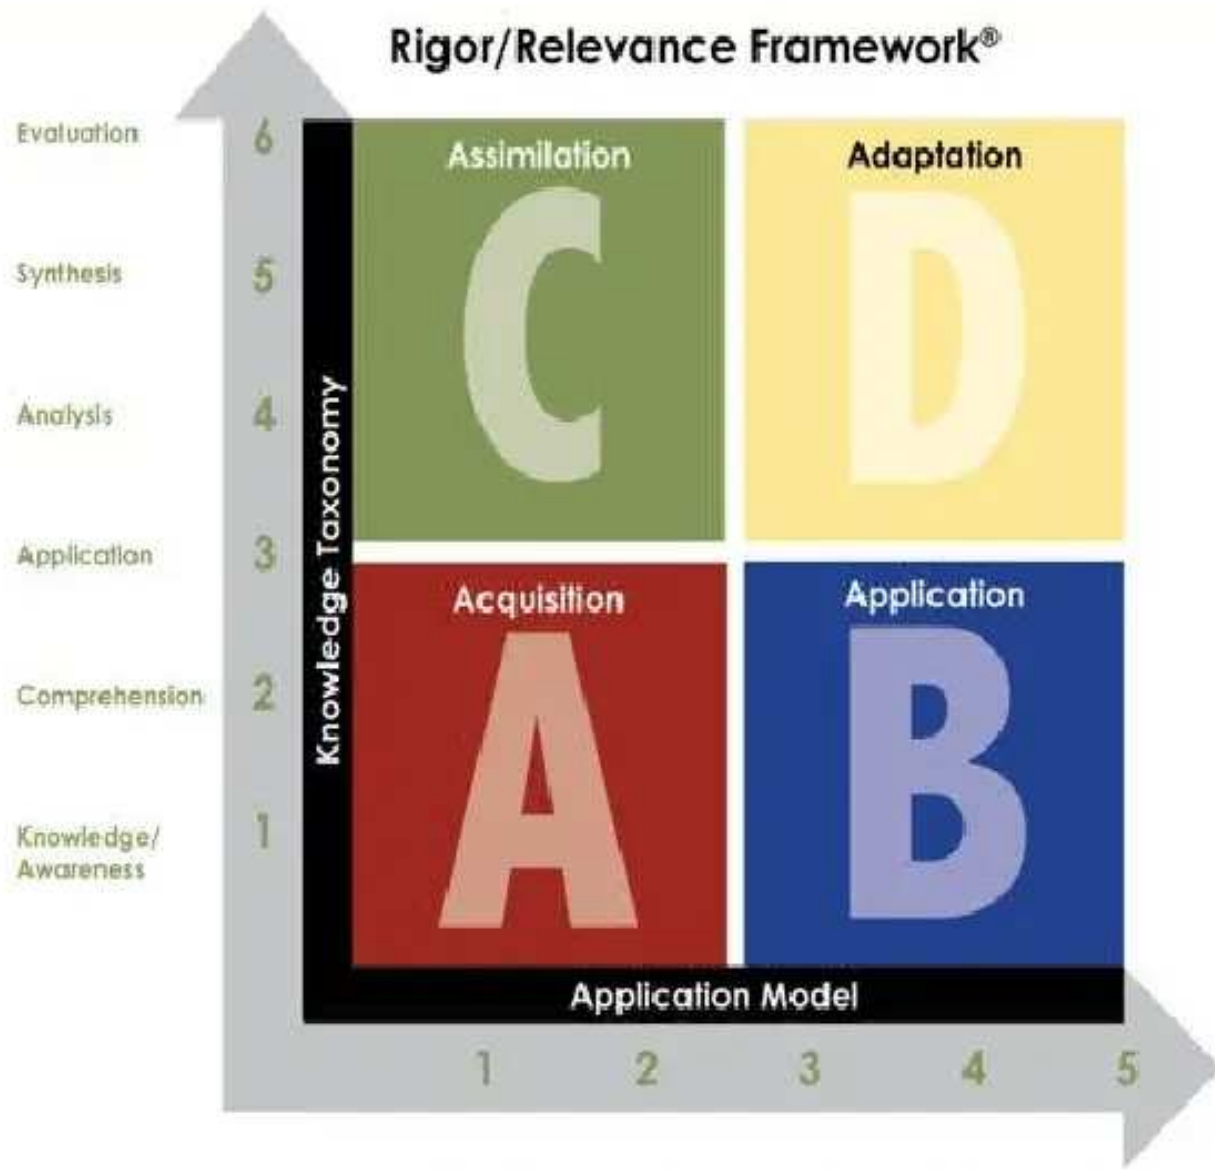 Rigor/Relevance Framework®
Evaluation 6
Synthesis 5
Analysis 4
Application 3
Comprehension 2
Knowledge/ 1
Awareness
Knowledge Taxonomy
Assimilation
C
Adaptation
D
Acquisition
A
Application
B
Application Model
1 2 3 4 5